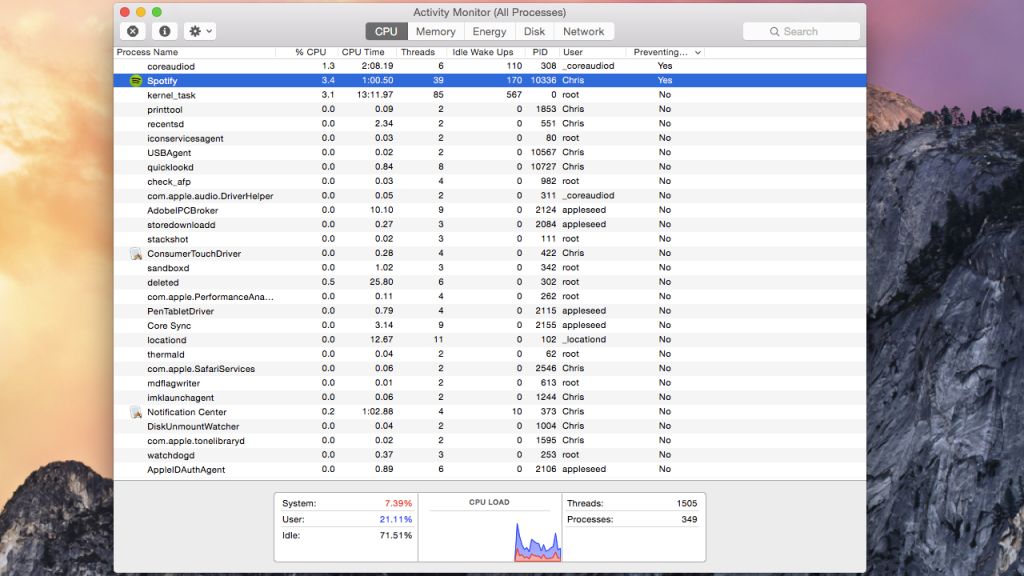 Activity Monitor (All Processes)
CPU Memory Energy Disk Network Search
Process Name % CPU CPU Time Threads Idle Wake Ups PID User Preventing...
coreaudiod 1.3 2:08.19 6 110 308 _coreaudiod Yes
Spotify 3.4 1:00.50 39 170 10336 Chris Yes
kernel_task 3.1 13:11.97 85 567 0 root No
printtool 0.0 0.09 2 0 1853 Chris No
recentsd 0.0 2.34 2 0 551 Chris No
iconservicesagent 0.0 0.03 2 0 80 root No
USBAgent 0.0 0.02 2 0 10567 Chris No
quicklookd 0.0 0.84 8 0 10727 Chris No
check_afp 0.0 0.03 4 0 982 root No
com.apple.audio.DriverHelper 0.0 0.05 2 0 311 _coreaudiod No
AdobeIPCBroker 0.0 10.10 9 0 2124 appleseed No
storedownloadd 0.0 0.27 3 0 2084 appleseed No
stackshot 0.0 0.02 3 0 111 root No
ConsumerTouchDriver 0.0 0.28 4 0 422 Chris No
sandboxd 0.0 1.02 3 0 342 root No
deleted 0.5 25.80 6 0 302 root No
com.apple.PerformanceAna... 0.0 0.11 4 0 262 root No
PenTabletDriver 0.0 0.79 4 0 2115 appleseed No
Core Sync 0.0 3.14 9 0 2155 appleseed No
locationd 0.0 12.67 11 0 102 _locationd No
thermald 0.0 0.04 2 0 62 root No
com.apple.SafariServices 0.0 0.06 2 0 2546 Chris No
mdflagwriter 0.0 0.01 2 0 613 root No
imklaunchagent 0.0 0.06 2 0 1244 Chris No
Notification Center 0.2 1:02.88 4 10 373 Chris No
DiskUnmountWatcher 0.0 0.04 2 0 1004 Chris No
com.apple.tonelibraryd 0.0 0.02 2 0 1595 Chris No
watchdogd 0.0 0.37 3 0 253 root No
AppleIDAuthAgent 0.0 0.89 6 0 2106 appleseed No
System: 7.39% CPU LOAD Threads: 1505
User: 21.11% Processes: 349
Idle: 71.51%